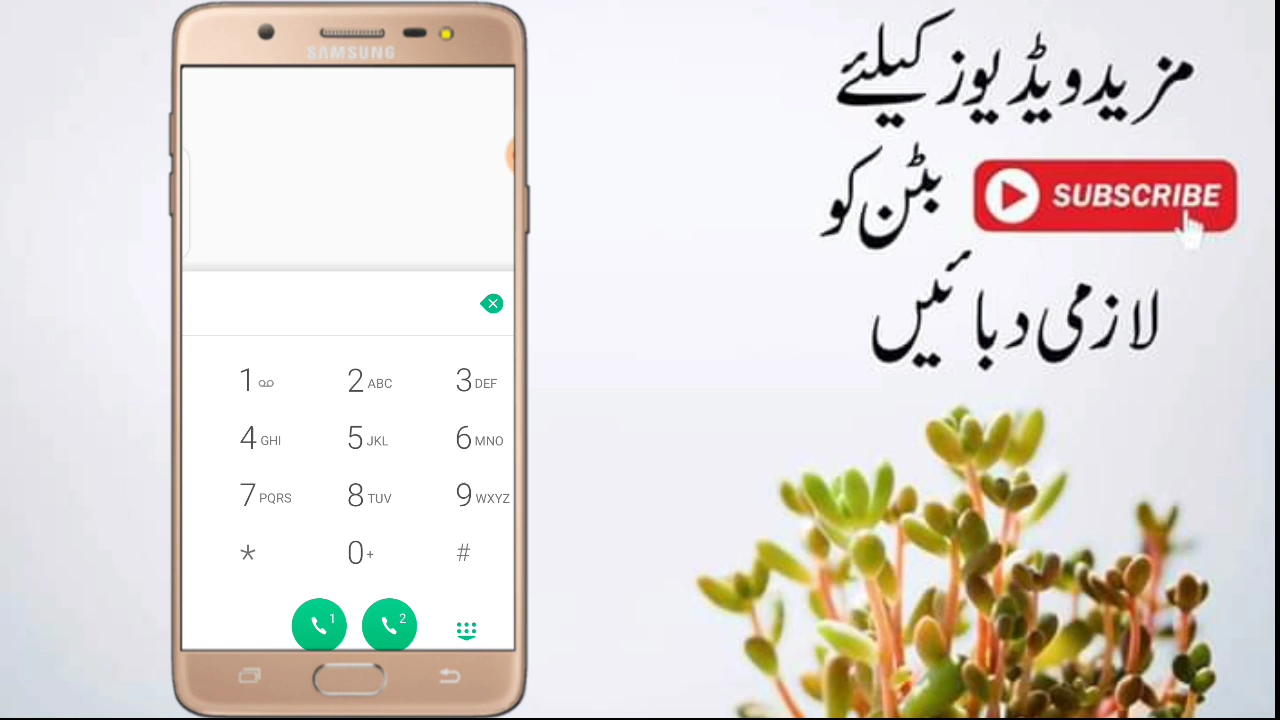 SAMSUNG
1
2 ABC
3 DEF
4 GHI
5 JKL
6 MNO
7 PQRS
8 TUV
9 WXYZ
*
0 +
#
1
2
مزید ویڈیوز کیلئے
SUBSCRIBE بٹن کو
لازمی دبائیں